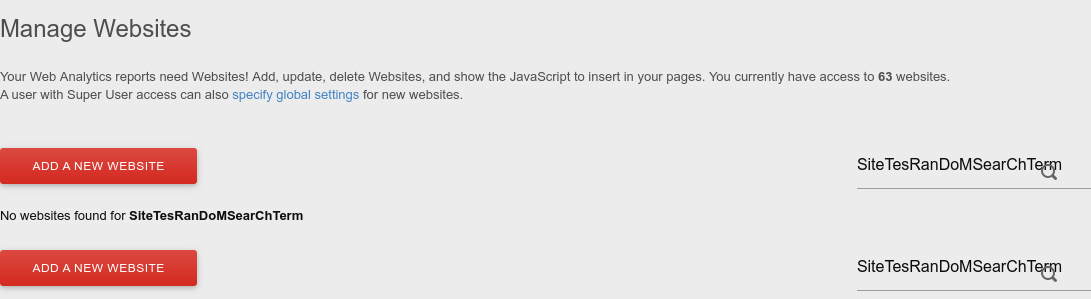 Manage Websites
Your Web Analytics reports need Websites! Add, update, delete Websites, and show the JavaScript to insert in your pages. You currently have access to 63 websites.
A user with Super User access can also specify global settings for new websites.
ADD A NEW WEBSITE
SiteTesRanDoMSearChTerm
No websites found for SiteTesRanDoMSearChTerm
ADD A NEW WEBSITE
SiteTesRanDoMSearChTerm